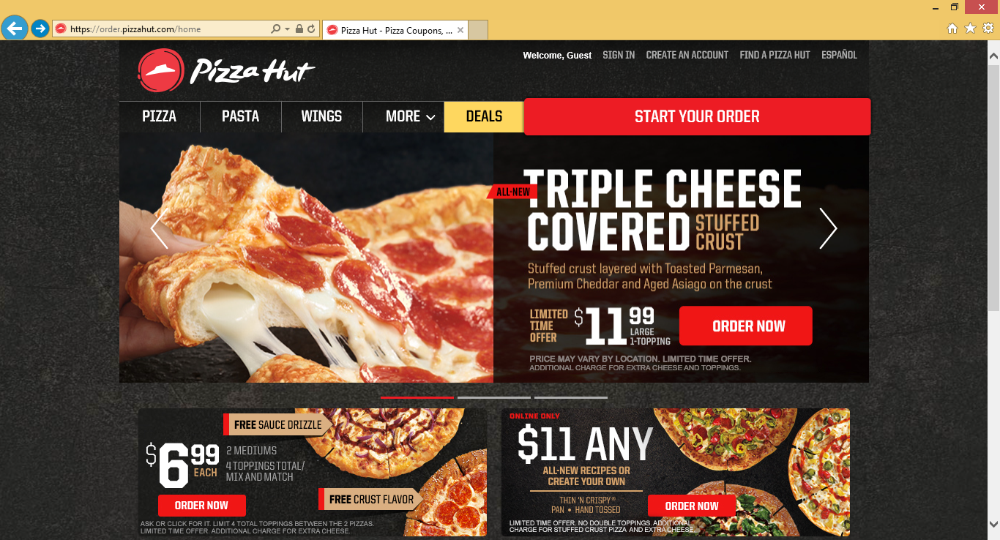 https://order.pizzahut.com/home
Pizza Hut - Pizza Coupons, ...
Pizza Hut
Welcome, Guest SIGN IN CREATE AN ACCOUNT FIND A PIZZA HUT ESPAÑOL
PIZZA PASTA WINGS MORE DEALS START YOUR ORDER
ALL-NEW
TRIPLE CHEESE
COVERED STUFFED CRUST
Stuffed crust layered with Toasted Parmesan,
Premium Cheddar and Aged Asiago on the crust
LIMITED TIME OFFER
$11 99
LARGE
1-TOPPING
ORDER NOW
PRICE MAY VARY BY LOCATION. LIMITED TIME OFFER.
ADDITIONAL CHARGE FOR EXTRA CHEESE AND TOPPINGS.
FREE SAUCE DRIZZLE
$6 99 EACH
2 MEDIUMS
4 TOPPINGS TOTAL/
MIX AND MATCH
FREE CRUST FLAVOR
ORDER NOW
ASK OR CLICK FOR IT. LIMIT 4 TOTAL TOPPINGS BETWEEN THE 2 PIZZAS.
LIMITED TIME OFFER. ADDITIONAL CHARGE FOR EXTRA CHEESE.
ONLINE ONLY
$11 ANY
ALL-NEW RECIPES OR
CREATE YOUR OWN
THIN 'N CRISPY®
PAN • HAND TOSSED
ORDER NOW
LIMITED TIME OFFER. NO DOUBLE TOPPINGS. ADDITIONAL
CHARGE FOR STUFFED CRUST PIZZA AND EXTRA CHEESE.